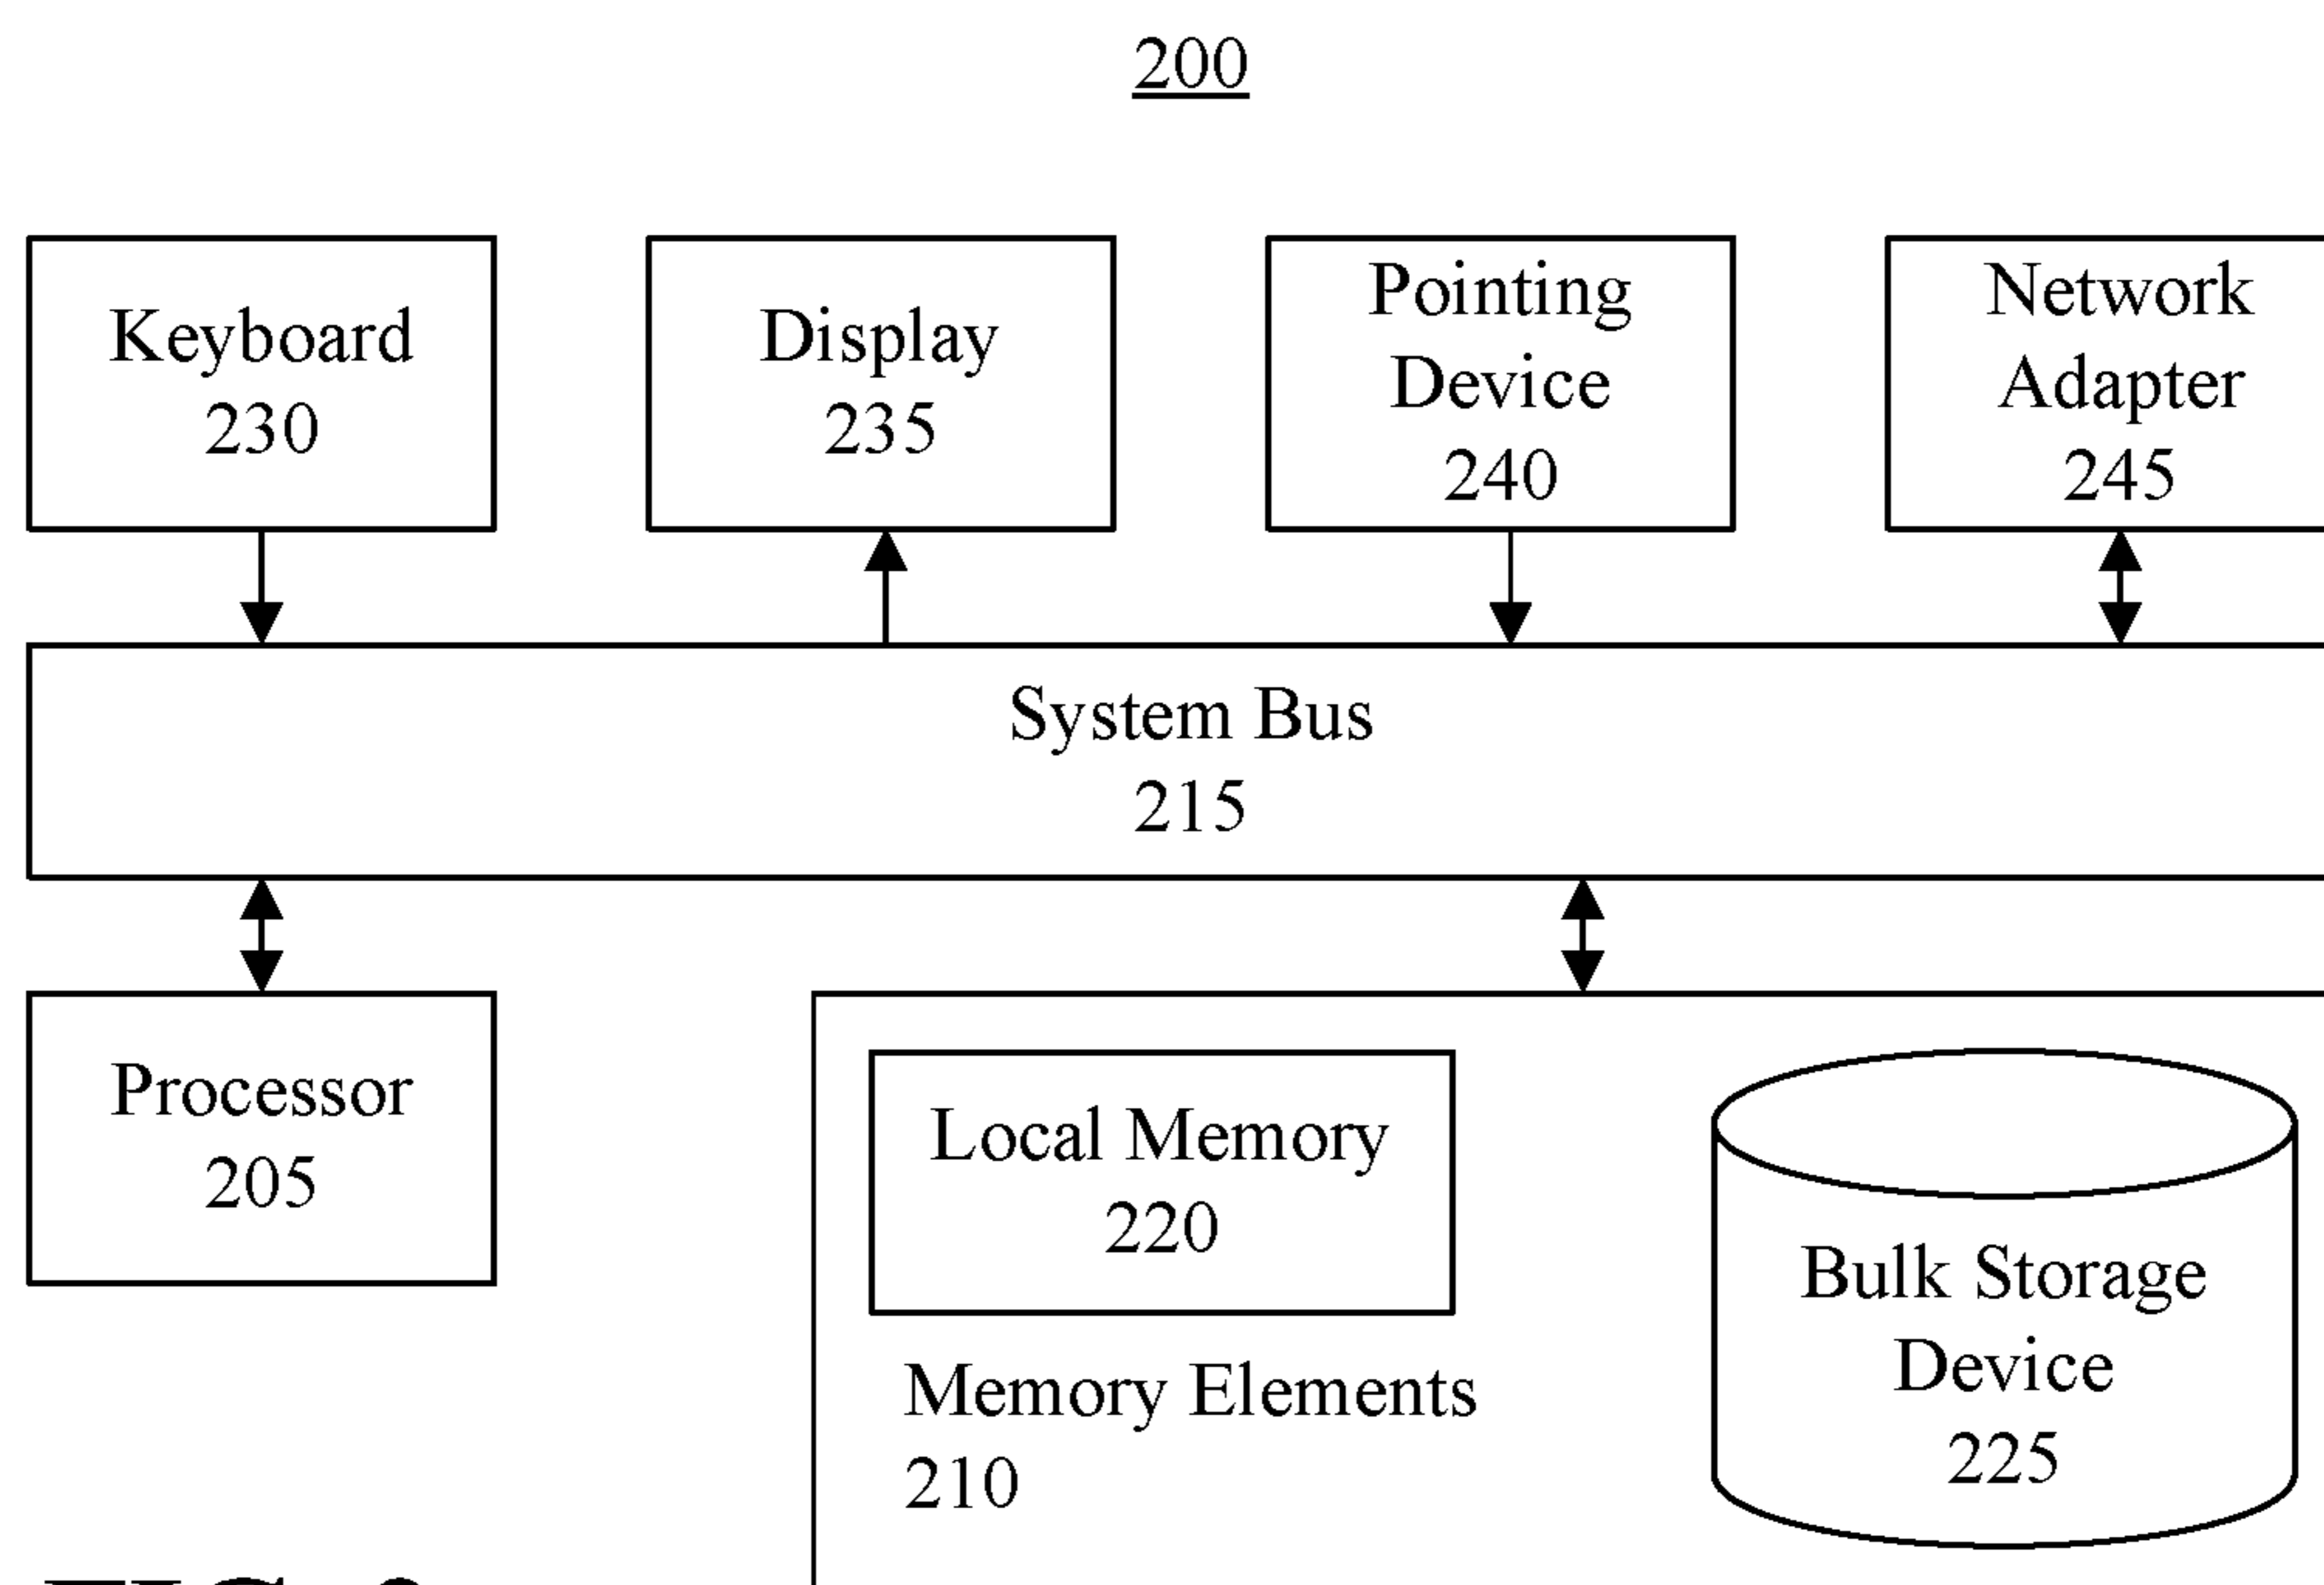 200
Keyboard
230
Display
235
Pointing
Device
240
Network
Adapter
245
System Bus
215
Processor
205
Local Memory
220
Memory Elements
210
Bulk Storage
Device
225